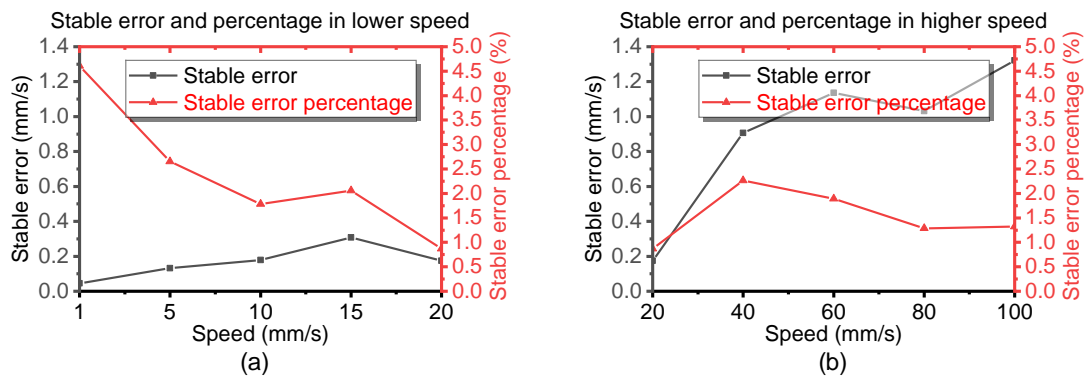 Stable error and percentage in lower speed
1.4
1.2
1.0
0.8
0.6
0.4
0.2
0.0
Stable error (mm/s)
Stable error
Stable error percentage
5.0
4.5
4.0
3.5
3.0
2.5
2.0
1.5
1.0
0.5
0.0
Stable error percentage (%)
1 5 10 15 20
Speed (mm/s)
(a)
Stable error and percentage in higher speed
1.4
1.2
1.0
0.8
0.6
0.4
0.2
0.0
Stable error (mm/s)
Stable error
Stable error percentage
5.0
4.5
4.0
3.5
3.0
2.5
2.0
1.5
1.0
0.5
0.0
Stable error percentage (%)
20 40 60 80 100
Speed (mm/s)
(b)